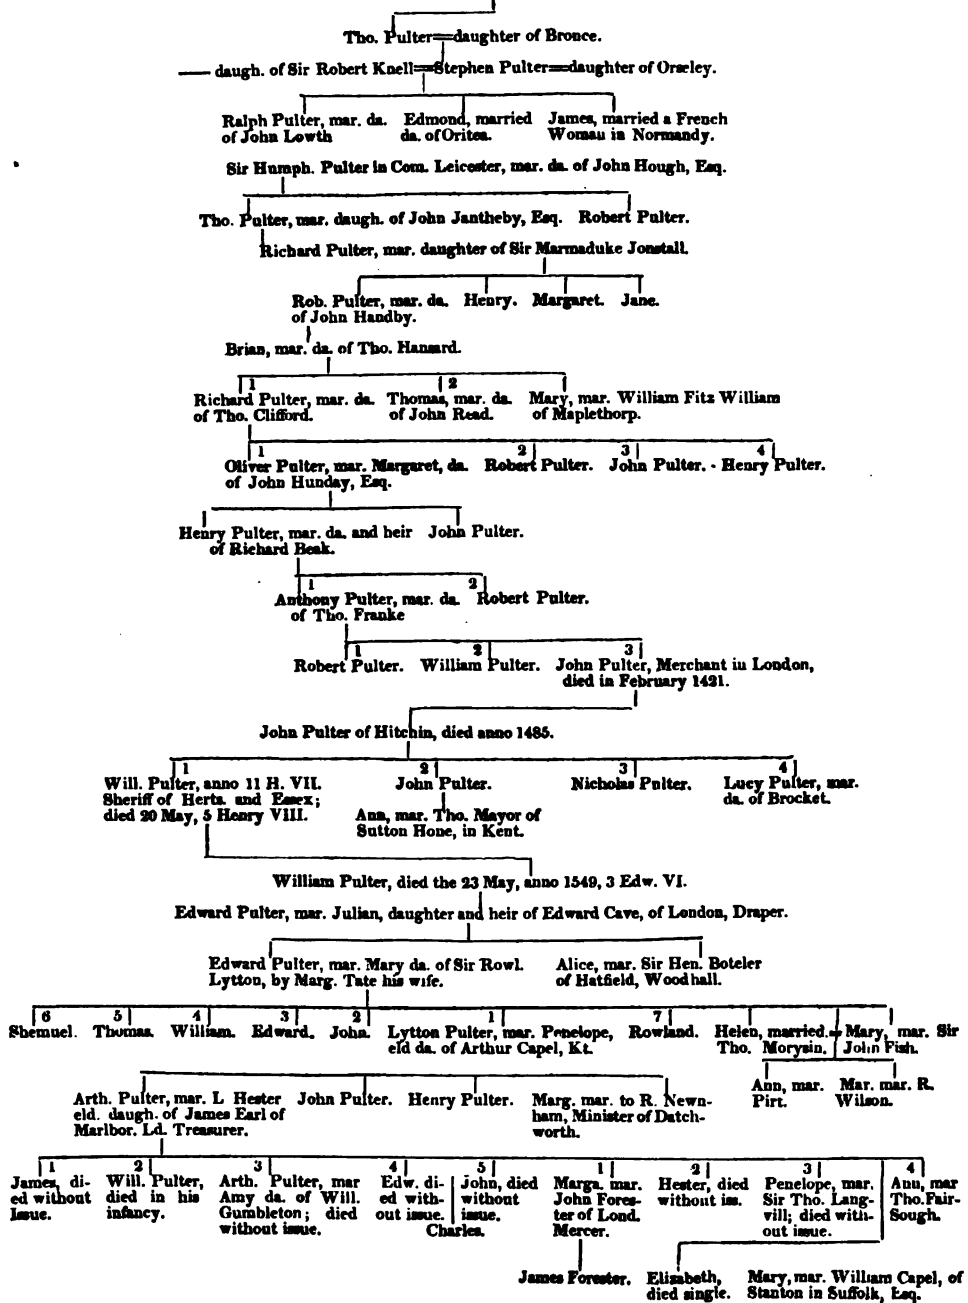 Tho. Pulter=daughter of Bronce.
— daugh. of Sir Robert Knell=Stephen Pulter=daughter of Orseley.
Ralph Pulter, mar. da. Edmond, married James, married a French
of John Lowth da. of Oritea. Woman in Normandy.
Sir Humph. Pulter in Com. Leicester, mar. da. of John Hough, Esq.
Tho. Pulter, mar. daugh. of John Jantheby, Esq. Robert Pulter.
Richard Pulter, mar. daughter of Sir Marmaduke Jonstall.
Rob. Pulter, mar. da. Henry. Margaret. Jane.
of John Handby.
Brian, mar. da. of Tho. Hansard.
1 2
Richard Pulter, mar. da. Thomas, mar. da. Mary, mar. William Fitz William
of Tho. Clifford. of John Read. of Maplethorp.
1 2 3 4
Oliver Pulter, mar. Margaret, da. Robert Pulter. John Pulter. Henry Pulter.
of John Hunday, Esq.
Henry Pulter, mar. da. and heir John Pulter.
of Richard Beak.
1 2
Anthony Pulter, mar. da. Robert Pulter.
of Tho. Franke
1 2 3
Robert Pulter. William Pulter. John Pulter, Merchant in London,
died in February 1421.
John Pulter of Hitchin, died anno 1485.
1 2 3 4
Will. Pulter, anno 11 H. VII. John Pulter. Nicholas Pulter. Lucy Pulter, mar.
Sheriff of Herts. and Essex; da. of Brocket.
died 20 May, 5 Henry VIII. Ann, mar. Tho. Mayor of
Sutton Hone, in Kent.
William Pulter, died the 23 May, anno 1549, 3 Edw. VI.
Edward Pulter, mar. Julian, daughter and heir of Edward Cave, of London, Draper.
Edward Pulter, mar. Mary da. of Sir Rowl. Alice, mar. Sir Hen. Boteler
Lytton, by Marg. Tate his wife. of Hatfield, Woodhall.
6 5 4 3 2 1 7
Shemuel. Thomas. William. Edward. John. Lytton Pulter, mar. Penelope, Rowland. Helen, married = Mary, mar. Sir
eld da. of Arthur Capel, Kt. Tho. Morysin. John Fish.
Arth. Pulter, mar. L Hester John Pulter. Henry Pulter. Marg. mar. to R. Newn- Ann, mar. Mar. mar. R.
eld. daugh. of James Earl of ham, Minister of Datch- Pirt. Wilson.
Marlbor. Ld. Treasurer. worth.
1 2 3 4 5 1 2 3 4
James, di- Will. Pulter, Arth. Pulter, mar Edw. di- John, died Marga. mar. Hester, died Penelope, mar. Ann, mar
ed without died in his Amy da. of Will. ed with- without John Fores- without iss. Sir Tho. Lang- Tho. Fair-
Issue. infancy. Gumbleton; died out issue. issue. ter of Lond. vill; died with- Sough.
without issue. Charles. Mercer. out issue.
James Forester. Elizabeth, Mary, mar. William Capel, of
died single. Stanton in Suffolk, Esq.